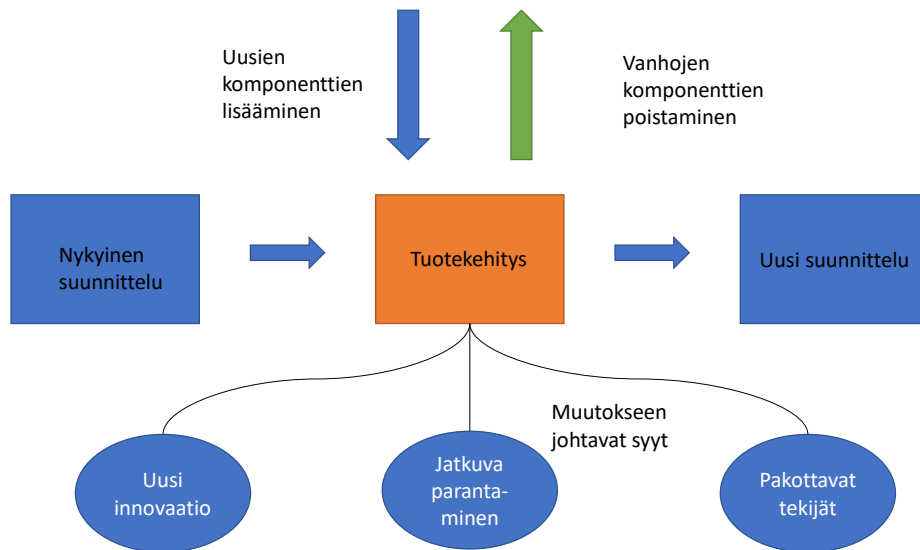 Uusien
komponenttien
lisääminen
Vanhojen
komponenttien
poistaminen
Nykyinen
suunnittelu
Tuotekehitys
Uusi suunnittelu
Muutokseen
johtavat syyt
Uusi
innovaatio
Jatkuva
paranta-
minen
Pakottavat
tekijät